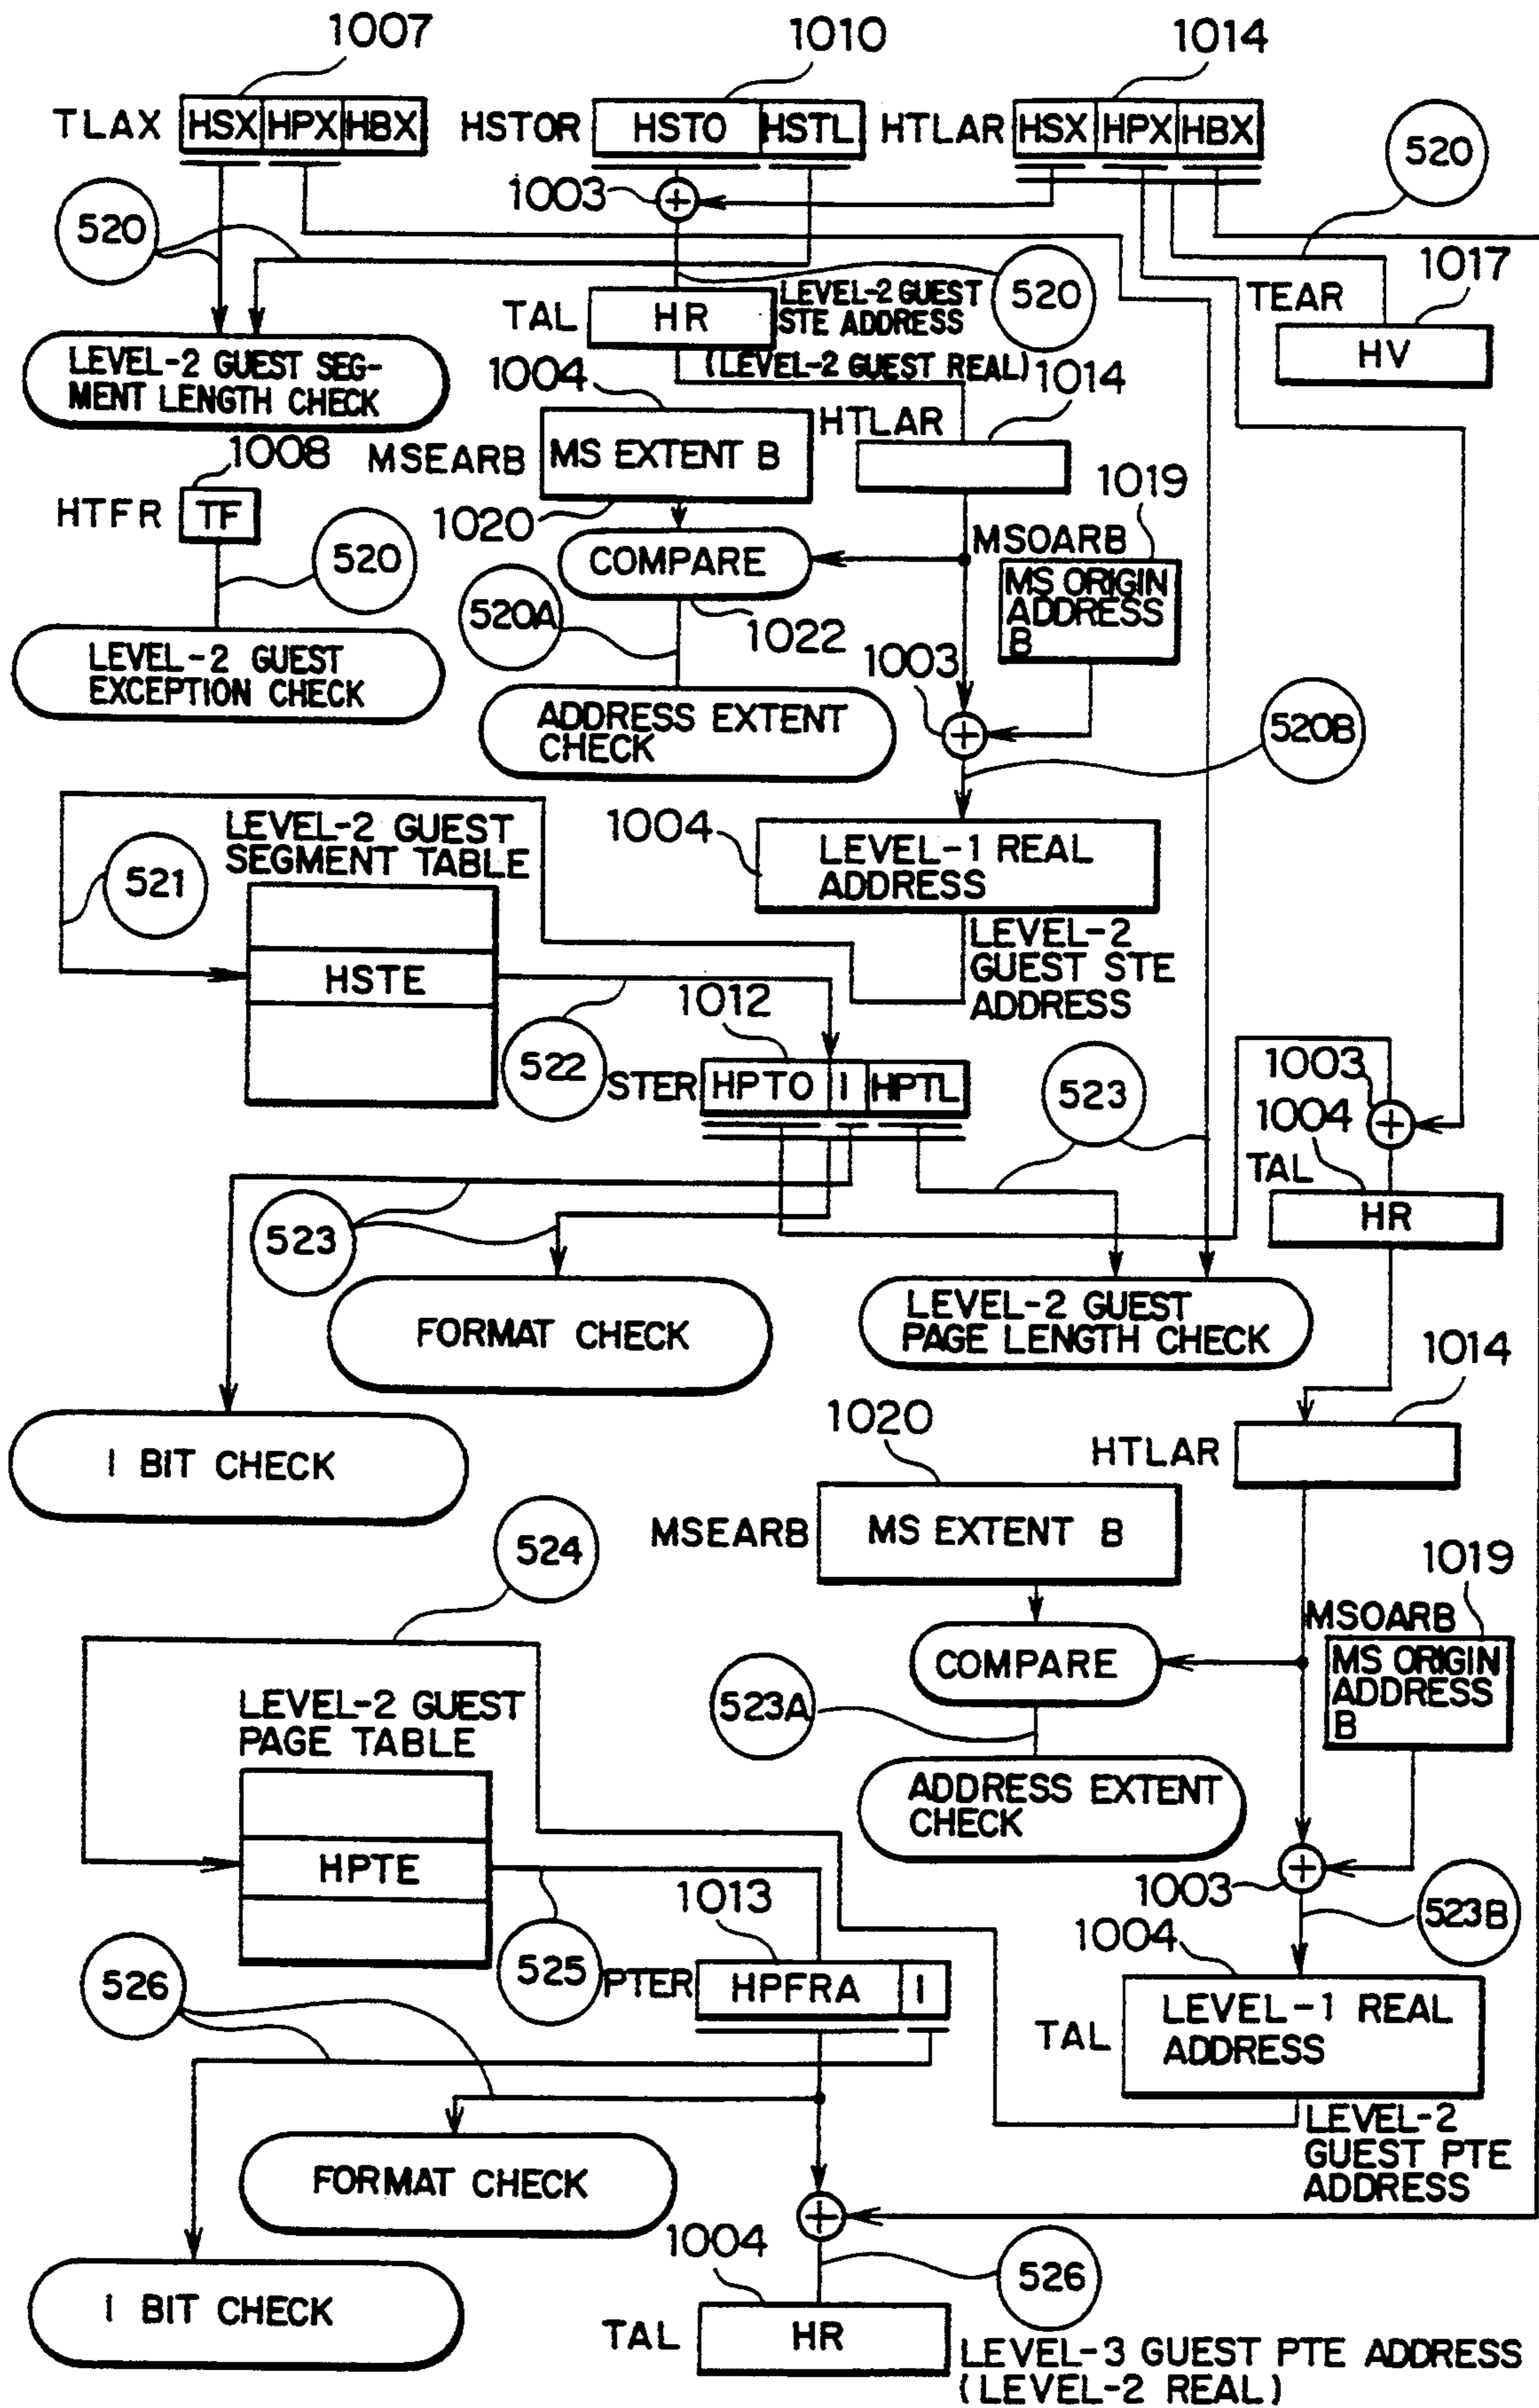 1007
1010
1014
TLAX HSX HPX HBX
HSTOR HSTO HSTL
HTLAR HSX HPX HBX
520
1003
520
520
1017
TEAR
HV
TAL HR
LEVEL-2 GUEST
STE ADDRESS
(LEVEL-2 GUEST REAL)
520
LEVEL-2 GUEST SEG-
MENT LENGTH CHECK
1004
1014
HTLAR
MSEARB MS EXTENT B
1008
HTFR TF
520
1020
COMPARE
1022
520A
1019
MSOARB
MS ORIGIN
ADDRESS
B
LEVEL-2 GUEST
EXCEPTION CHECK
ADDRESS EXTENT
CHECK
1003
520B
1004
LEVEL-1 REAL
ADDRESS
LEVEL-2 GUEST
SEGMENT TABLE
521
HSTE
LEVEL-2
GUEST STE
ADDRESS
522
1012
STER HPTO I HPTL
523
1003
1004
TAL
HR
523
FORMAT CHECK
LEVEL-2 GUEST
PAGE LENGTH CHECK
I BIT CHECK
1014
HTLAR
1020
MSEARB MS EXTENT B
524
1019
MSOARB
MS ORIGIN
ADDRESS
B
COMPARE
523A
ADDRESS EXTENT
CHECK
LEVEL-2 GUEST
PAGE TABLE
HPTE
1003
523B
1004
TAL
LEVEL-1 REAL
ADDRESS
525
1013
PTER HPFRA I
526
LEVEL-2
GUEST PTE
ADDRESS
FORMAT CHECK
I BIT CHECK
1004
526
TAL HR
LEVEL-3 GUEST PTE ADDRESS
(LEVEL-2 REAL)